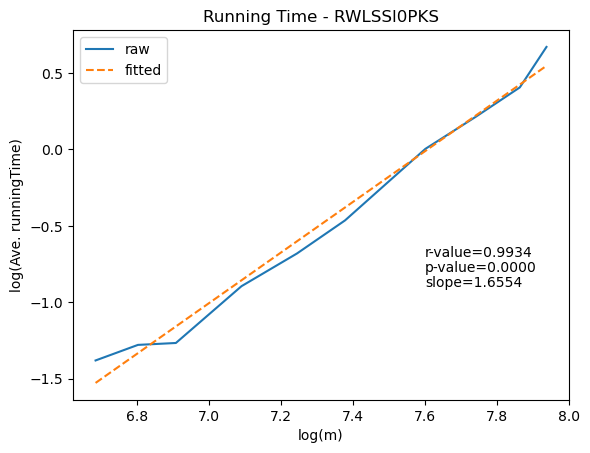 Running Time - RWLSSI0PKS
raw
fitted
log(Ave. runningTime)
0.5
0.0
−0.5
−1.0
−1.5
r-value=0.9934
p-value=0.0000
slope=1.6554
6.8 7.0 7.2 7.4 7.6 7.8 8.0
log(m)